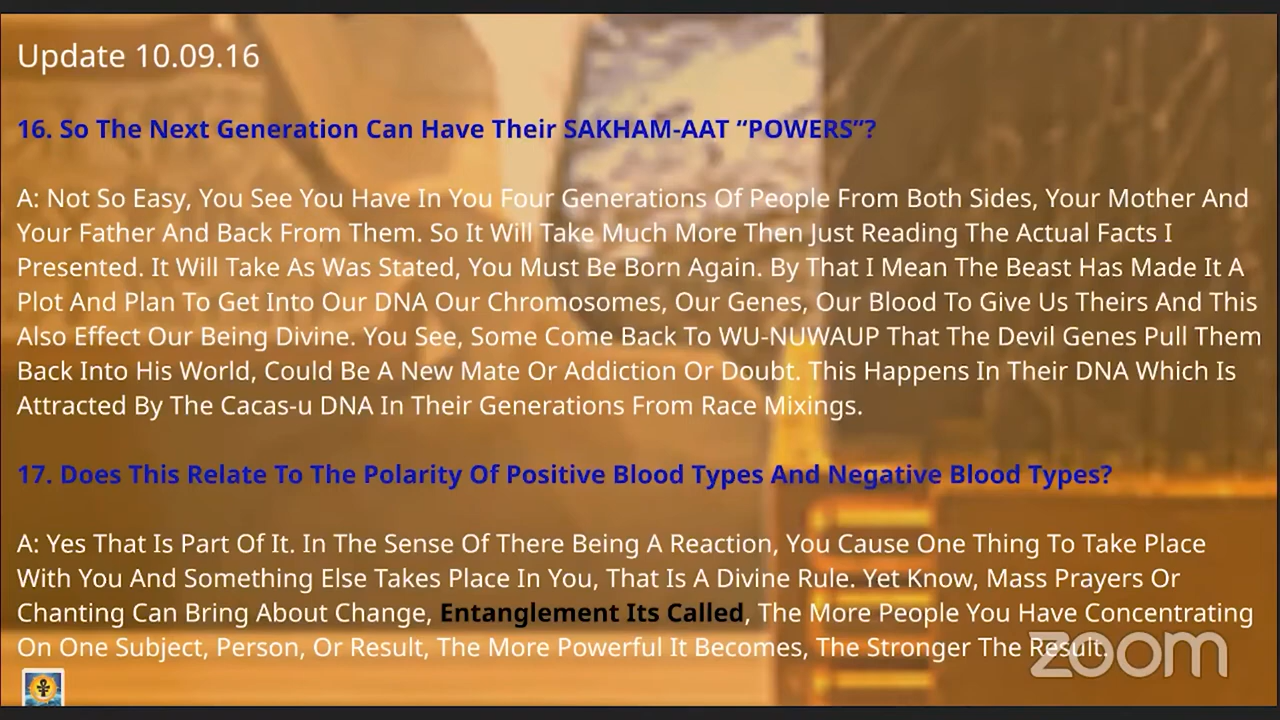 Update 10.09.16
16. So The Next Generation Can Have Their SAKHAM-AAT “POWERS”?
A: Not So Easy, You See You Have In You Four Generations Of People From Both Sides, Your Mother And
Your Father And Back From Them. So It Will Take Much More Then Just Reading The Actual Facts I
Presented. It Will Take As Was Stated, You Must Be Born Again. By That I Mean The Beast Has Made It A
Plot And Plan To Get Into Our DNA Our Chromosomes, Our Genes, Our Blood To Give Us Theirs And This
Also Effect Our Being Divine. You See, Some Come Back To WU-NUWAUP That The Devil Genes Pull Them
Back Into His World, Could Be A New Mate Or Addiction Or Doubt. This Happens In Their DNA Which Is
Attracted By The Cacas-u DNA In Their Generations From Race Mixings.
17. Does This Relate To The Polarity Of Positive Blood Types And Negative Blood Types?
A: Yes That Is Part Of It. In The Sense Of There Being A Reaction, You Cause One Thing To Take Place
With You And Something Else Takes Place In You, That Is A Divine Rule. Yet Know, Mass Prayers Or
Chanting Can Bring About Change, Entanglement Its Called, The More People You Have Concentrating
On One Subject, Person, Or Result, The More Powerful It Becomes, The Stronger The Result.
zoom